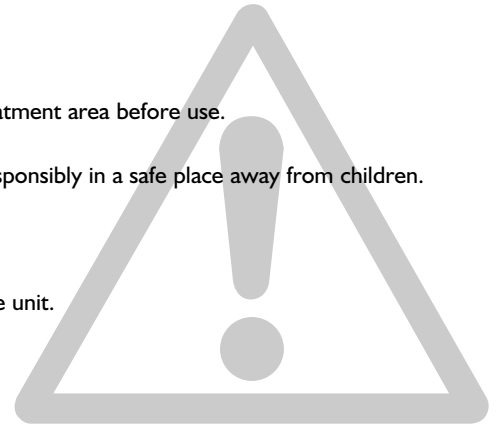 atment area before use.
sponsibly in a safe place away from children.
e unit.